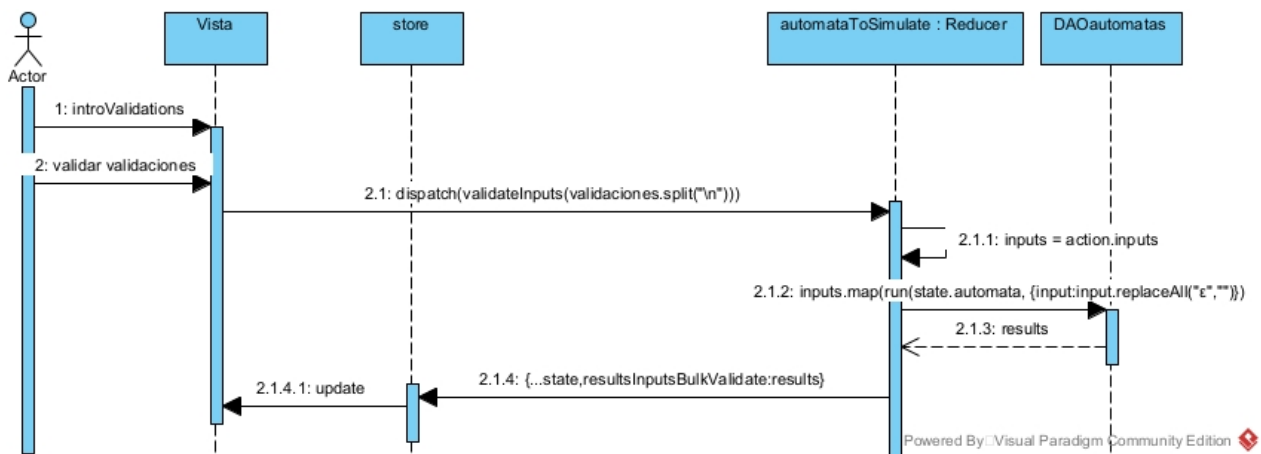 Vista
store
automataToSimulate : Reducer
DAOautomatas
Actor
1: introValidations
2: validar validaciones
2.1: dispatch(validateInputs(validaciones.split("\n")))
2.1.1: inputs = action.inputs
2.1.2: inputs.map(run(state.automata, {input:input.replaceAll("ε","")})
2.1.3: results
2.1.4: {...state,resultsInputsBulkValidate:results}
2.1.4.1: update
Powered By Visual Paradigm Community Edition